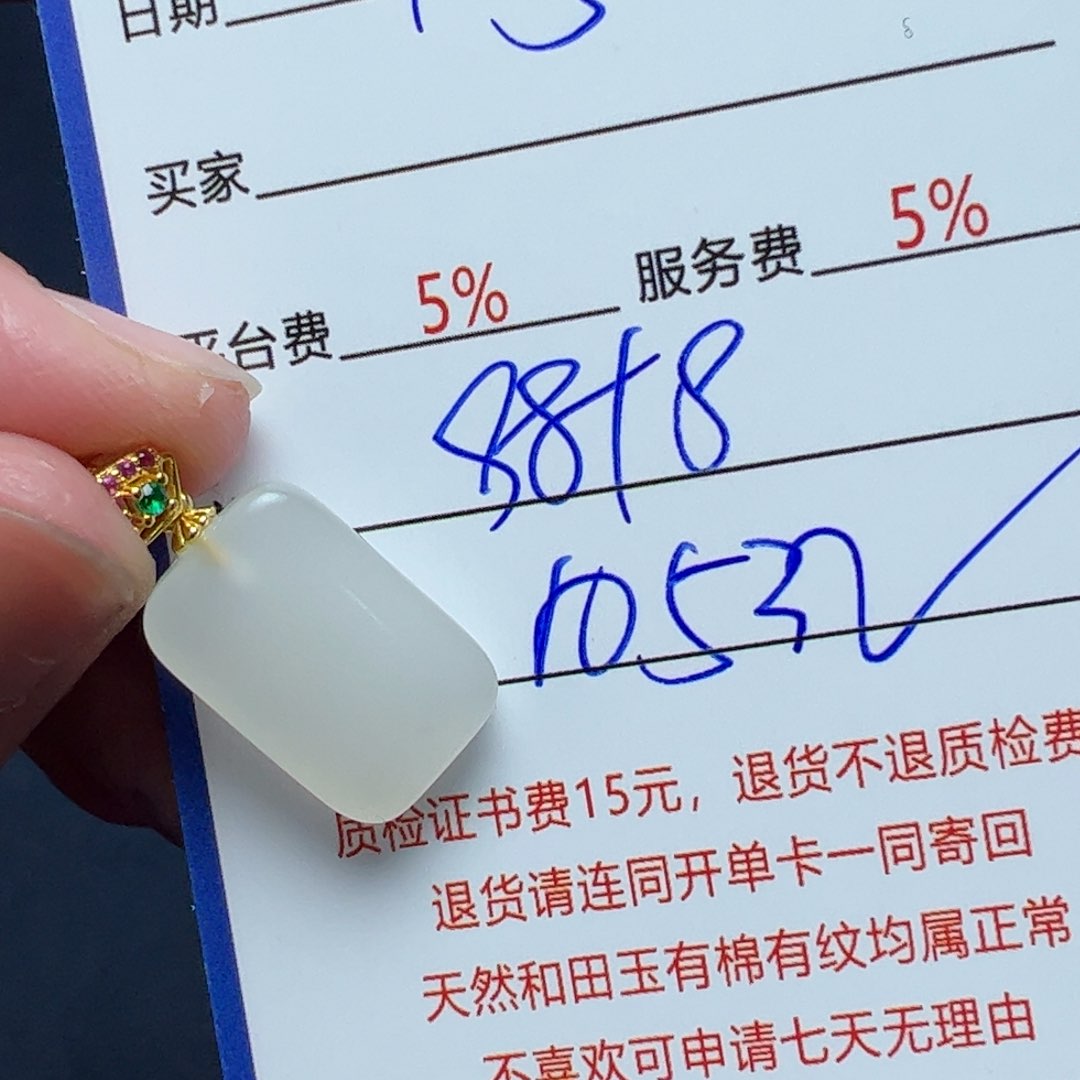 日期
买家
平台费 5% 服务费 5%
88+8
质检证书费15元，退货不退质检费
退货请连同开单卡一同寄回
天然和田玉有棉有纹均属正常
不喜欢可申请七天无理由